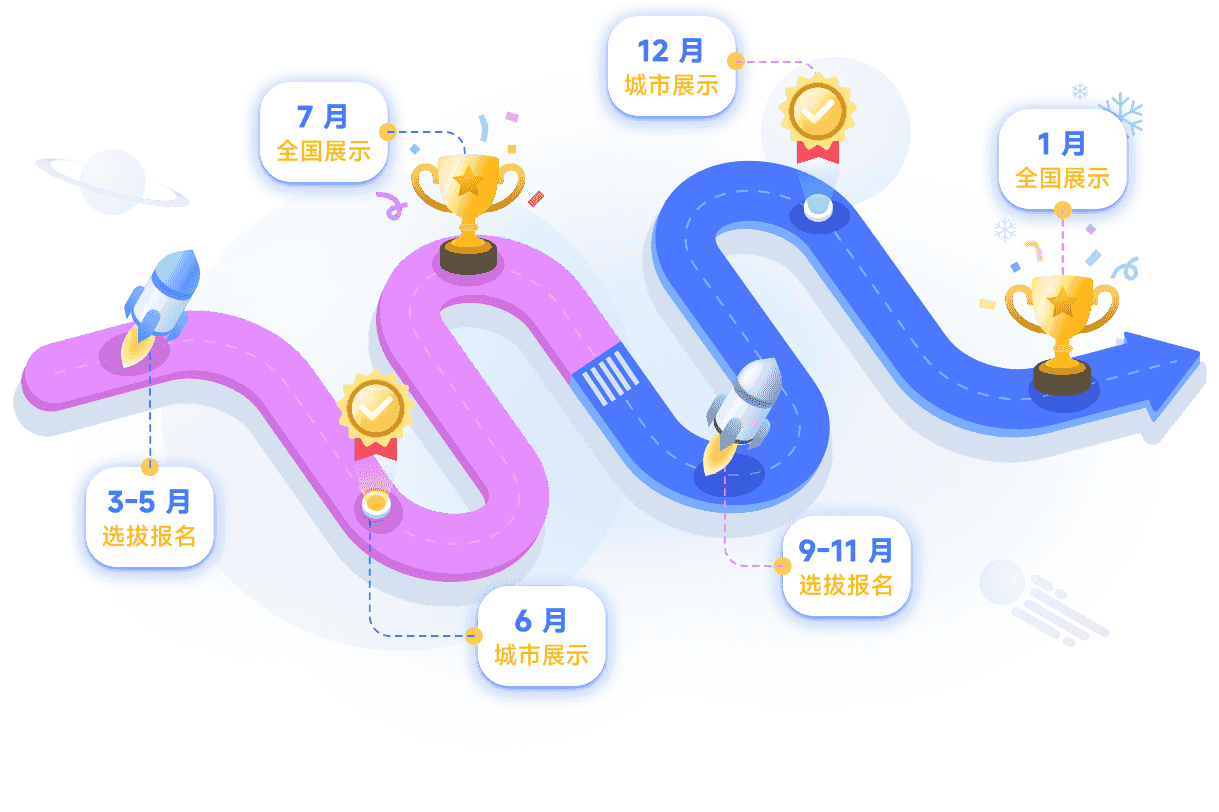 3-5 月
选拔报名
6 月
城市展示
7 月
全国展示
9-11 月
选拔报名
12 月
城市展示
1 月
全国展示